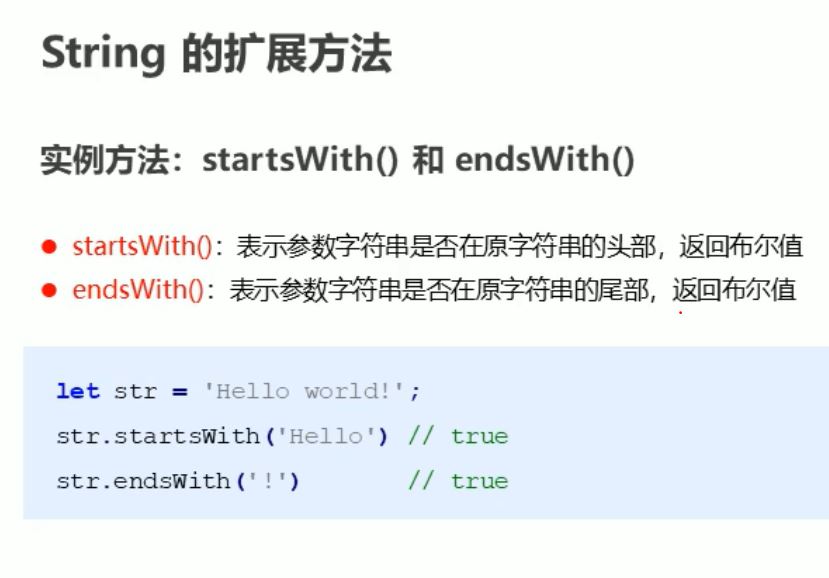 String 的扩展方法
实例方法：startsWith() 和 endsWith()
● startsWith()：表示参数字符串是否在原字符串的头部，返回布尔值
● endsWith()：表示参数字符串是否在原字符串的尾部，返回布尔值
let str = 'Hello world!';
str.startsWith('Hello') // true
str.endsWith('!')       // true